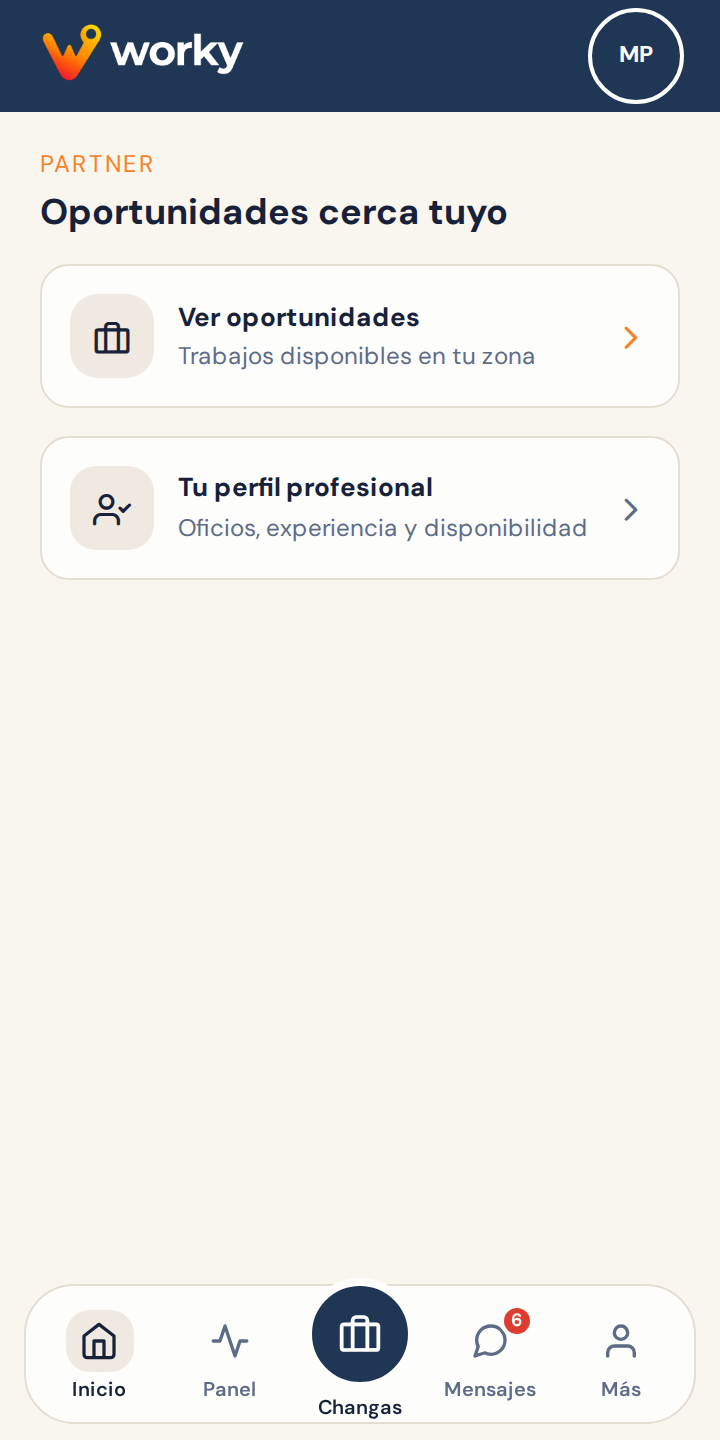 worky
MP
PARTNER
Oportunidades cerca tuyo
Ver oportunidades
Trabajos disponibles en tu zona
Tu perfil profesional
Oficios, experiencia y disponibilidad
6
Inicio
Panel
Changas
Mensajes
Más